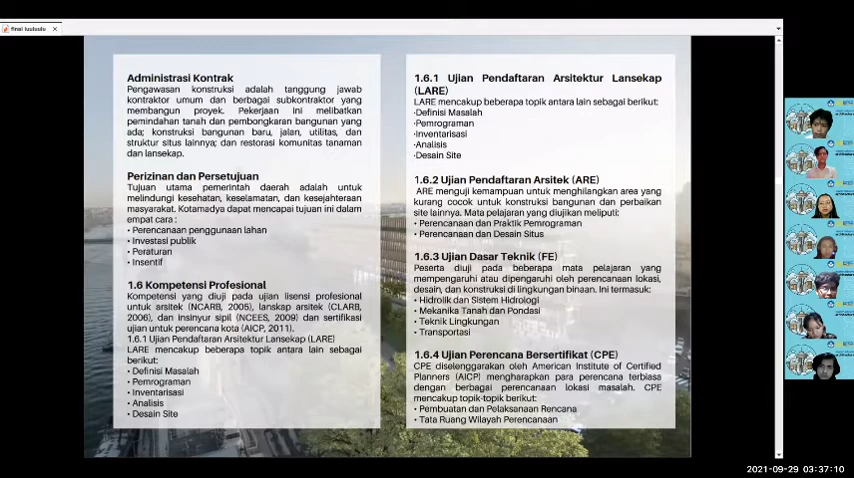 final luuluulu
Administrasi Kontrak
Pengawasan konstruksi adalah tanggung jawab
kontraktor umum dan berbagai subkontraktor yang
membangun proyek. Pekerjaan ini melibatkan
pemindahan tanah dan pembongkaran bangunan yang
ada; konstruksi bangunan baru, jalan, utilitas, dan
struktur situs lainnya; dan restorasi komunitas tanaman
dan lansekap.
Perizinan dan Persetujuan
Tujuan utama pemerintah daerah adalah untuk
melindungi kesehatan, keselamatan, dan kesejahteraan
masyarakat. Kotamadya dapat mencapai tujuan ini dalam
empat cara :
• Perencanaan penggunaan lahan
• Investasi publik
• Peraturan
• Insentif
1.6 Kompetensi Profesional
Kompetensi yang diuji pada ujian lisensi profesional
untuk arsitek (NCARB, 2005), lanskap arsitek (CLARB,
2006), dan insinyur sipil (NCEES, 2009) dan sertifikasi
ujian untuk perencana kota (AICP, 2011).
1.6.1 Ujian Pendaftaran Arsitektur Lansekap (LARE)
LARE mencakup beberapa topik antara lain sebagai
berikut:
• Definisi Masalah
• Pemrograman
• Inventarisasi
• Analisis
• Desain Site
1.6.1 Ujian Pendaftaran Arsitektur Lansekap
(LARE)
LARE mencakup beberapa topik antara lain sebagai berikut:
·Definisi Masalah
·Pemrograman
·Inventarisasi
·Analisis
·Desain Site
1.6.2 Ujian Pendaftaran Arsitek (ARE)
ARE menguji kemampuan untuk menghilangkan area yang
kurang cocok untuk konstruksi bangunan dan perbaikan
site lainnya. Mata pelajaran yang diujikan meliputi:
• Perencanaan dan Praktik Pemrograman
• Perencanaan dan Desain Situs
1.6.3 Ujian Dasar Teknik (FE)
Peserta diuji pada beberapa mata pelajaran yang
mempengaruhi atau dipengaruhi oleh perencanaan lokasi,
desain, dan konstruksi di lingkungan binaan. Ini termasuk:
• Hidrolik dan Sistem Hidrologi
• Mekanika Tanah dan Pondasi
• Teknik Lingkungan
• Transportasi
1.6.4 Ujian Perencana Bersertifikat (CPE)
CPE diselenggarakan oleh American Institute of Certified
Planners (AICP) mengharapkan para perencana terbiasa
dengan berbagai perencanaan lokasi masalah. CPE
mencakup topik-topik berikut:
• Pembuatan dan Pelaksanaan Rencana
• Tata Ruang Wilayah Perencanaan
2021-09-29 03:37:10